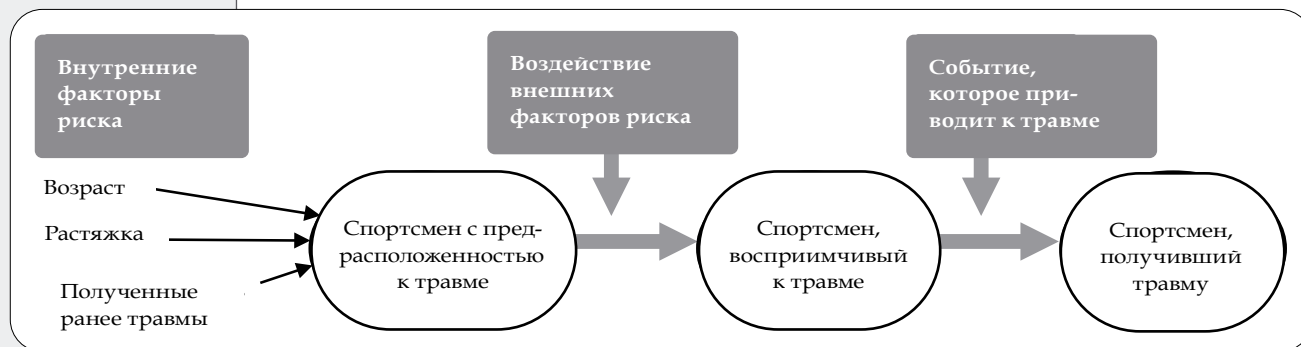 Внутренние
факторы
риска
Воздействие
внешних
факторов риска
Событие,
которое при-
водит к травме
Возраст
Растяжка
Полученные
ранее травмы
Спортсмен с пред-
расположенностью
к травме
Спортсмен,
восприимчивый
к травме
Спортсмен,
получивший
травму